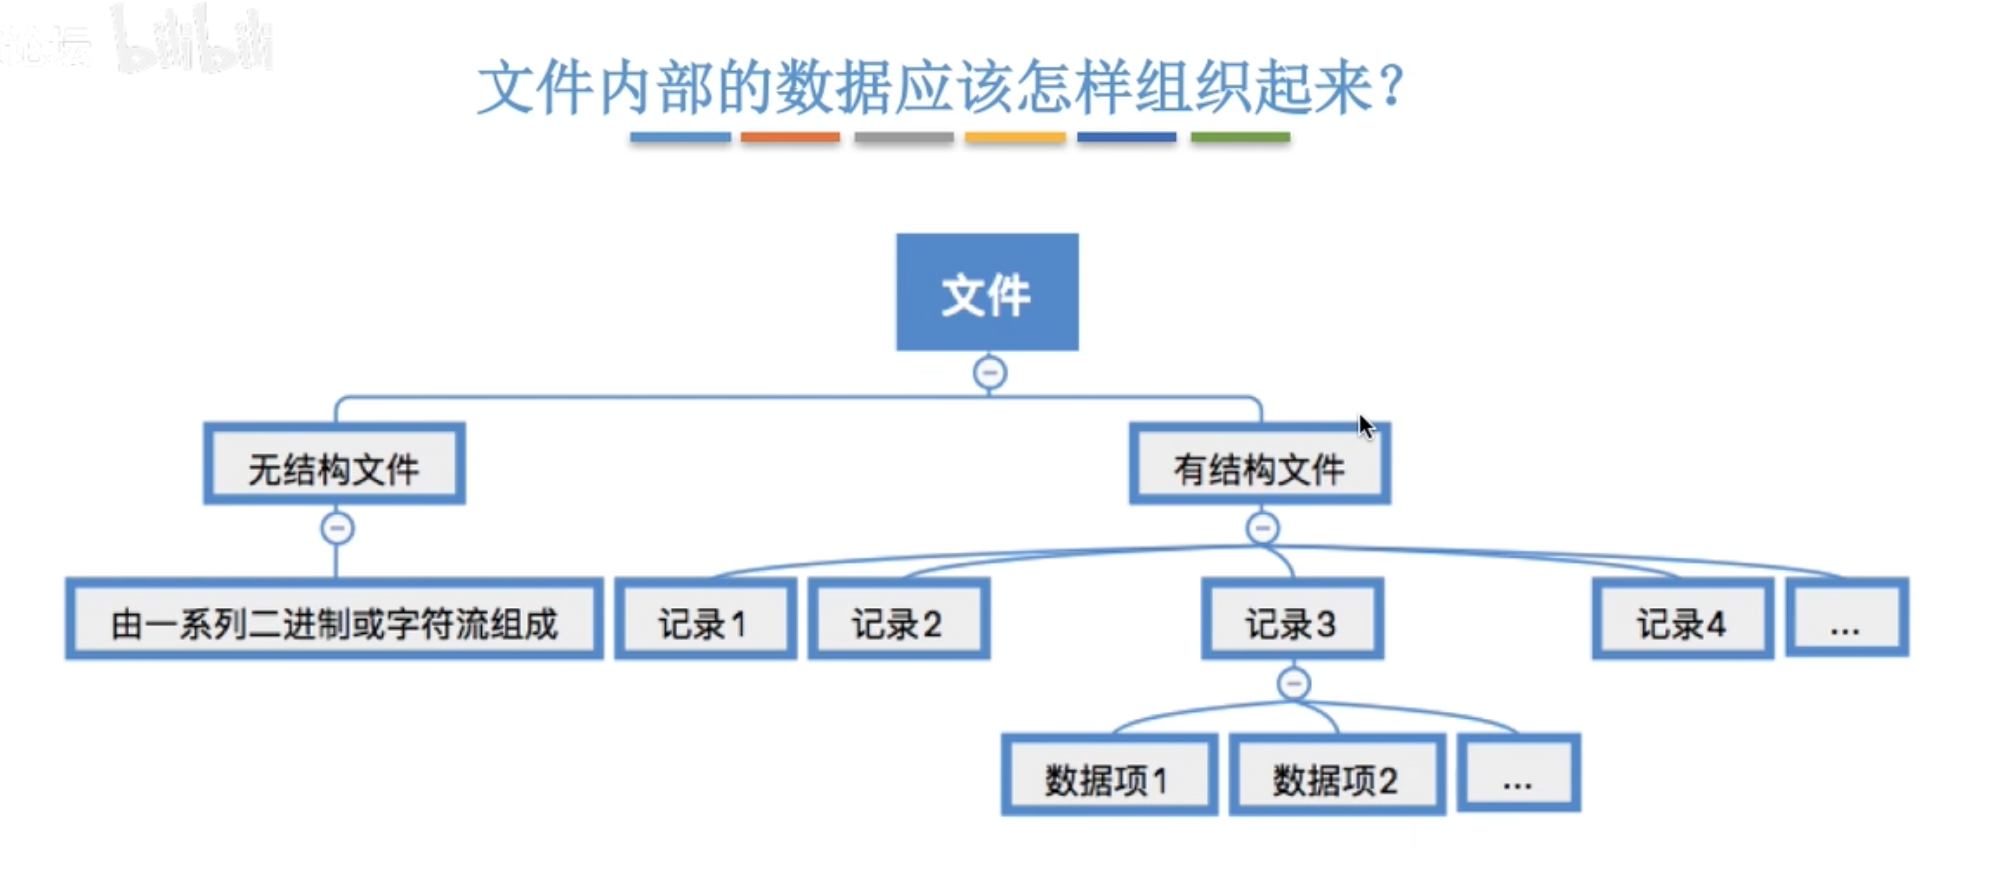 论坛 bilibili
文件内部的数据应该怎样组织起来？
文件
无结构文件
有结构文件
由一系列二进制或字符流组成
记录1
记录2
记录3
记录4
...
数据项1
数据项2
...